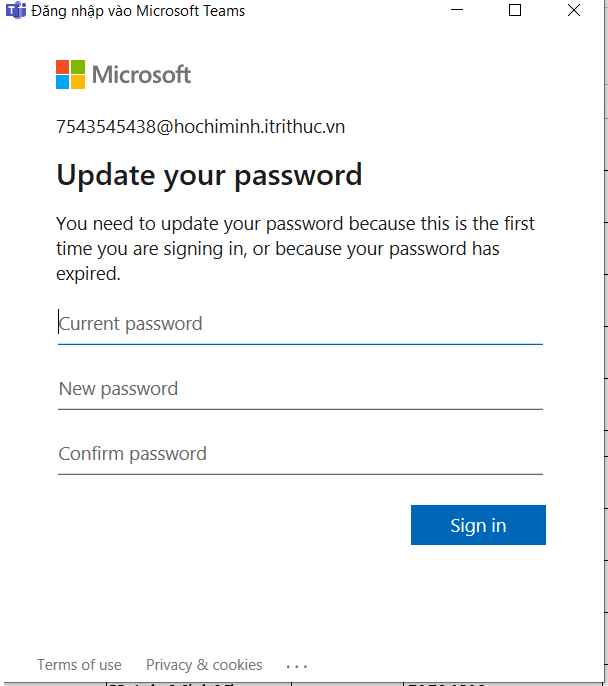 Đăng nhập vào Microsoft Teams
Microsoft
7543545438@hochiminh.itrithuc.vn
Update your password
You need to update your password because this is the first
time you are signing in, or because your password has
expired.
Current password
New password
Confirm password
Sign in
Terms of use Privacy & cookies ...